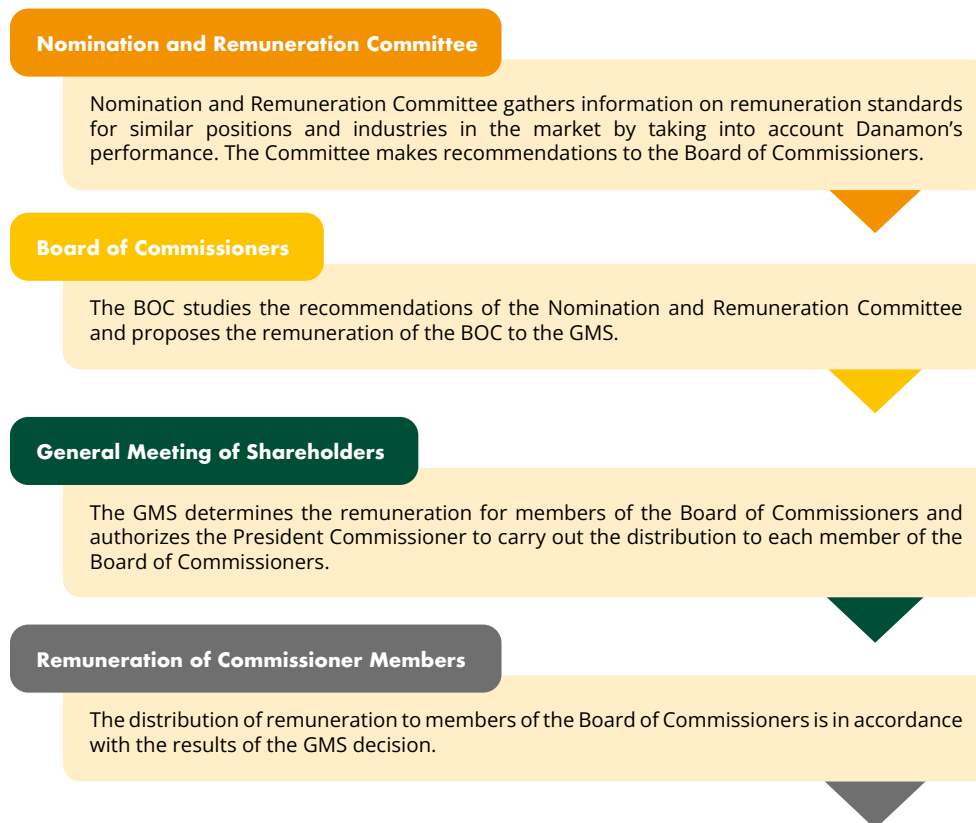 Nomination and Remuneration Committee
Nomination and Remuneration Committee gathers information on remuneration standards
for similar positions and industries in the market by taking into account Danamon’s
performance. The Committee makes recommendations to the Board of Commissioners.
Board of Commissioners
The BOC studies the recommendations of the Nomination and Remuneration Committee
and proposes the remuneration of the BOC to the GMS.
General Meeting of Shareholders
The GMS determines the remuneration for members of the Board of Commissioners and
authorizes the President Commissioner to carry out the distribution to each member of the
Board of Commissioners.
Remuneration of Commissioner Members
The distribution of remuneration to members of the Board of Commissioners is in accordance
with the results of the GMS decision.